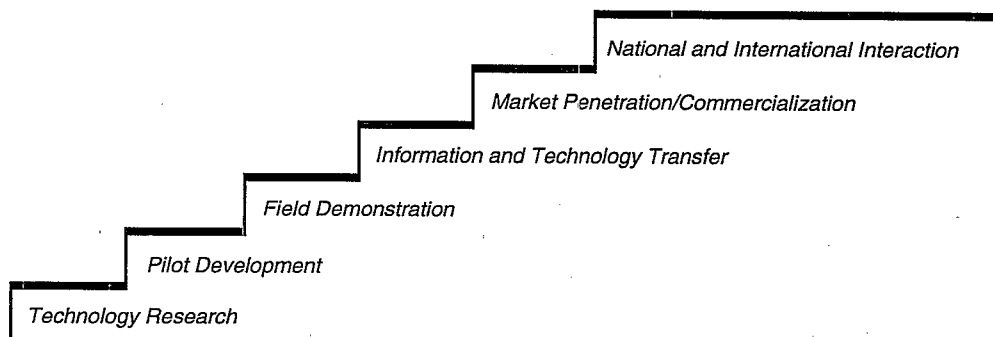 National and International Interaction
Market Penetration/Commercialization
Information and Technology Transfer
Field Demonstration
Pilot Development
Technology Research